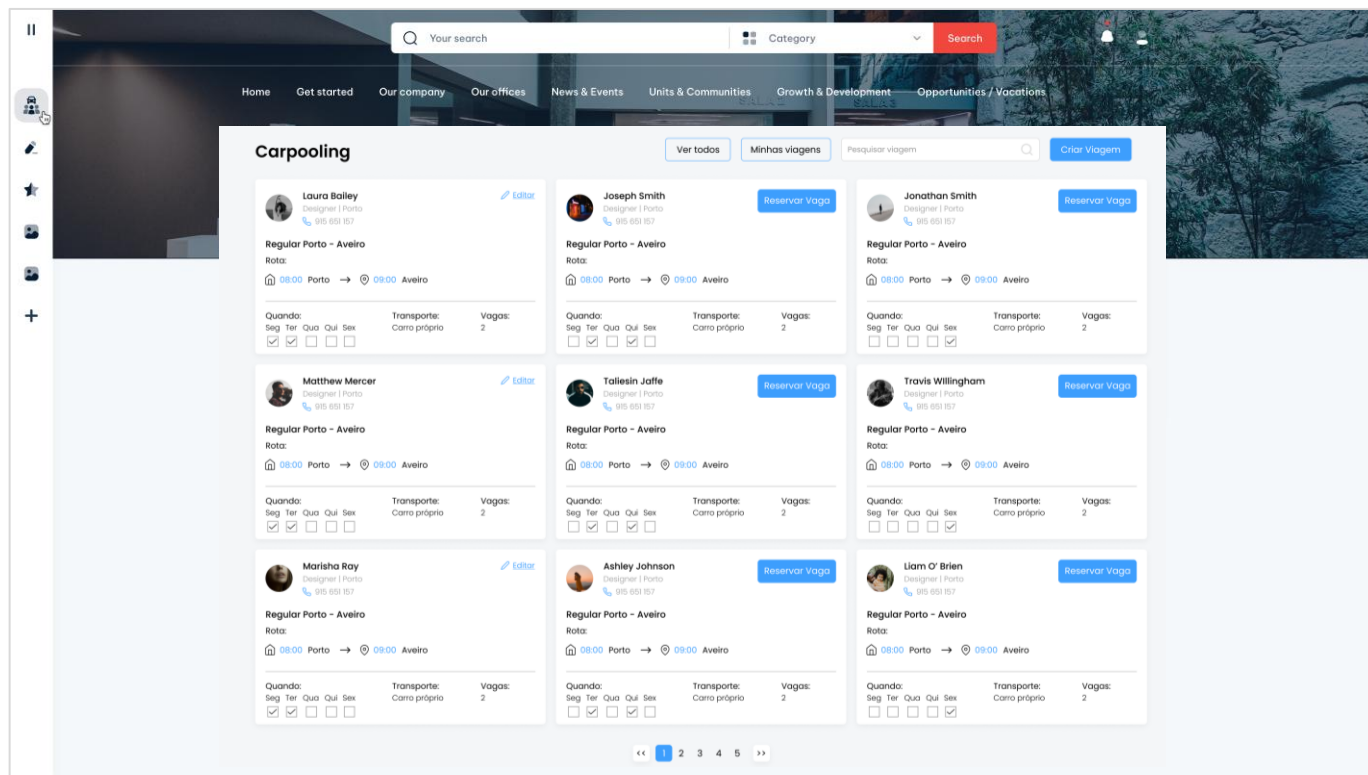 Your search
Category
Search
Home Get started Our company Our offices News & Events Units & Communities Growth & Development Opportunities / Vacations
SALA 2
SALA 3
Carpooling
Ver todos
Minhas viagens
Pesquisar viagem
Criar Viagem
Laura Bailey
Editar
Designer | Porto
915 651 157
Regular Porto - Aveiro
Rota:
08:00 Porto → 09:00 Aveiro
Quando: Transporte: Vagas:
Seg Ter Qua Qui Sex Carro próprio 2
Joseph Smith
Reservar Vaga
Designer | Porto
915 651 157
Regular Porto - Aveiro
Rota:
08:00 Porto → 09:00 Aveiro
Quando: Transporte: Vagas:
Seg Ter Qua Qui Sex Carro próprio 2
Jonathan Smith
Reservar Vaga
Designer | Porto
915 651 157
Regular Porto - Aveiro
Rota:
08:00 Porto → 09:00 Aveiro
Quando: Transporte: Vagas:
Seg Ter Qua Qui Sex Carro próprio 2
Matthew Mercer
Editar
Designer | Porto
915 651 157
Regular Porto - Aveiro
Rota:
08:00 Porto → 09:00 Aveiro
Quando: Transporte: Vagas:
Seg Ter Qua Qui Sex Carro próprio 2
Taliesin Jaffe
Reservar Vaga
Designer | Porto
915 651 157
Regular Porto - Aveiro
Rota:
08:00 Porto → 09:00 Aveiro
Quando: Transporte: Vagas:
Seg Ter Qua Qui Sex Carro próprio 2
Travis WIllingham
Reservar Vaga
Designer | Porto
915 651 157
Regular Porto - Aveiro
Rota:
08:00 Porto → 09:00 Aveiro
Quando: Transporte: Vagas:
Seg Ter Qua Qui Sex Carro próprio 2
Marisha Ray
Editar
Designer | Porto
915 651 157
Regular Porto - Aveiro
Rota:
08:00 Porto → 09:00 Aveiro
Quando: Transporte: Vagas:
Seg Ter Qua Qui Sex Carro próprio 2
Ashley Johnson
Reservar Vaga
Designer | Porto
915 651 157
Regular Porto - Aveiro
Rota:
08:00 Porto → 09:00 Aveiro
Quando: Transporte: Vagas:
Seg Ter Qua Qui Sex Carro próprio 2
Liam O' Brien
Reservar Vaga
Designer | Porto
915 651 157
Regular Porto - Aveiro
Rota:
08:00 Porto → 09:00 Aveiro
Quando: Transporte: Vagas:
Seg Ter Qua Qui Sex Carro próprio 2
<< 1 2 3 4 5 >>